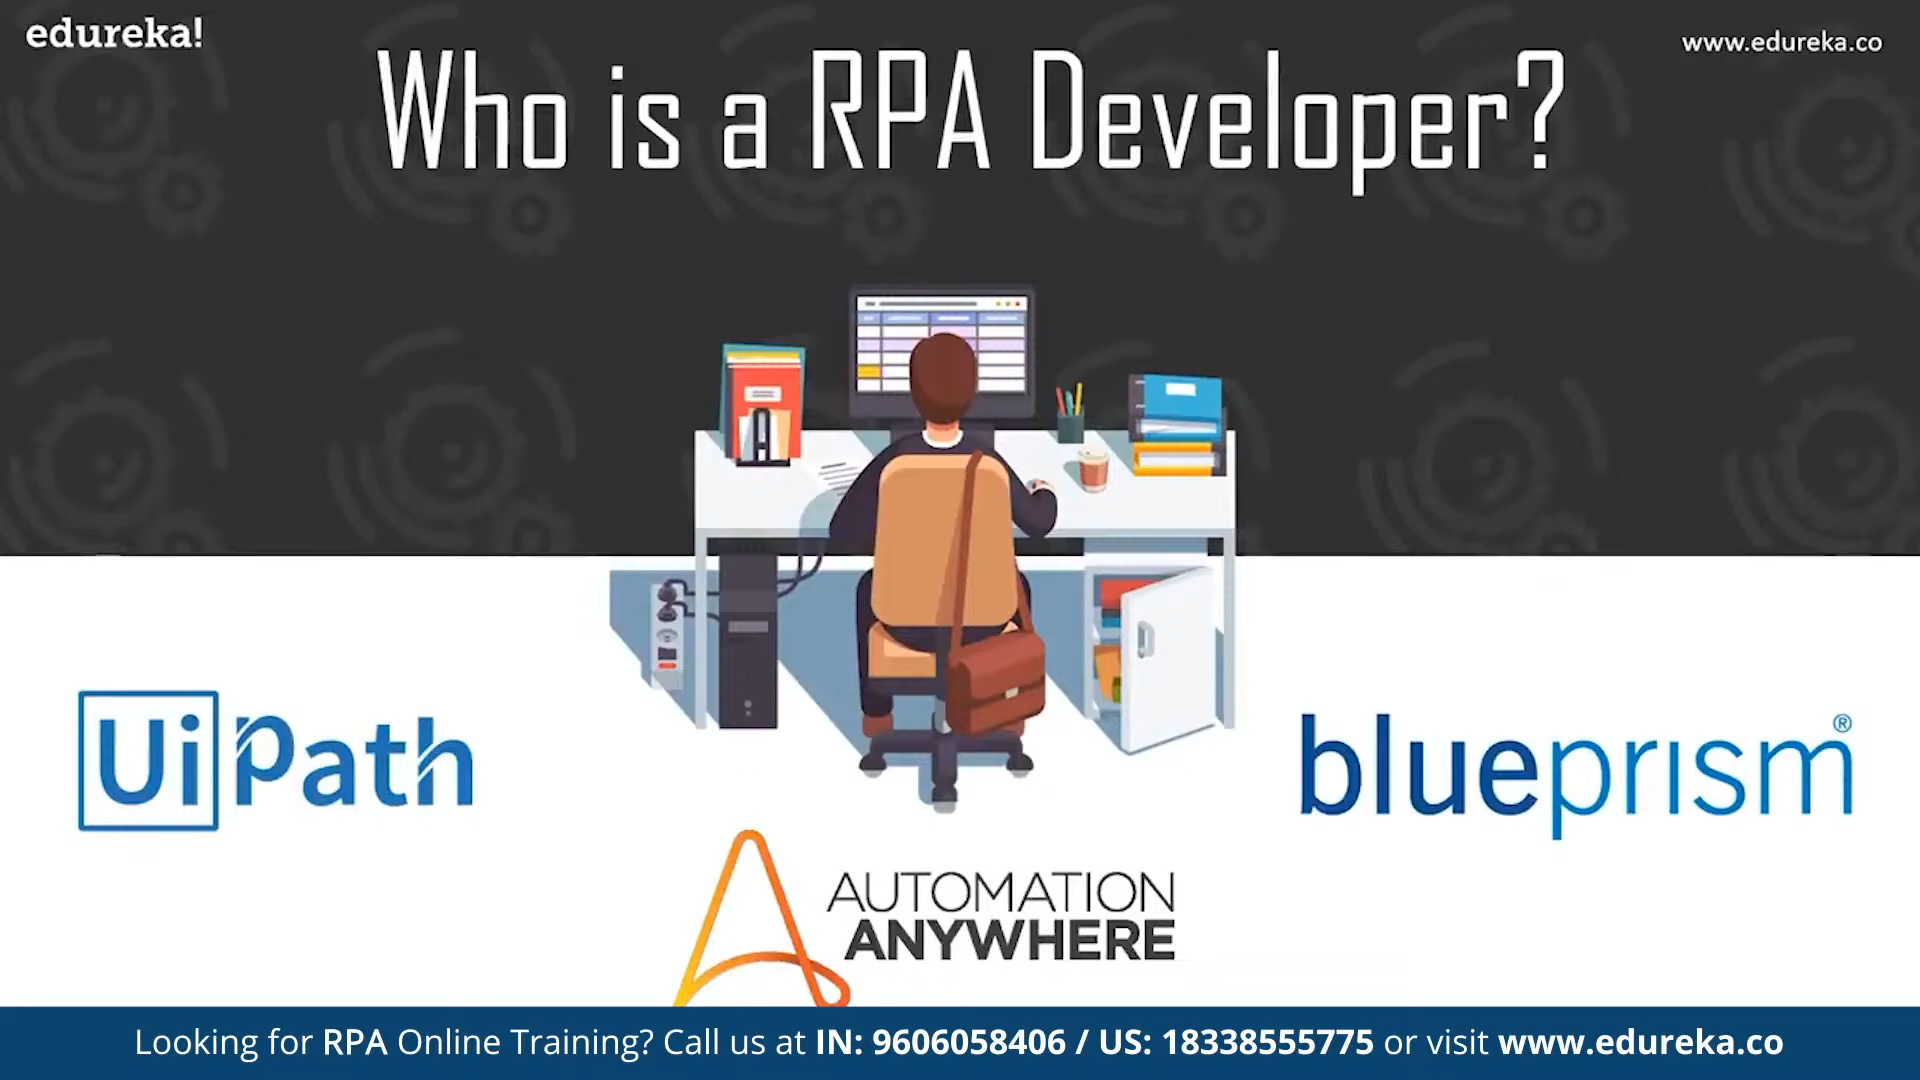 edureka!
www.edureka.co
Who is a RPA Developer?
UiPath
blueprism®
AUTOMATION
ANYWHERE
Looking for RPA Online Training? Call us at IN: 9606058406 / US: 18338555775 or visit www.edureka.co